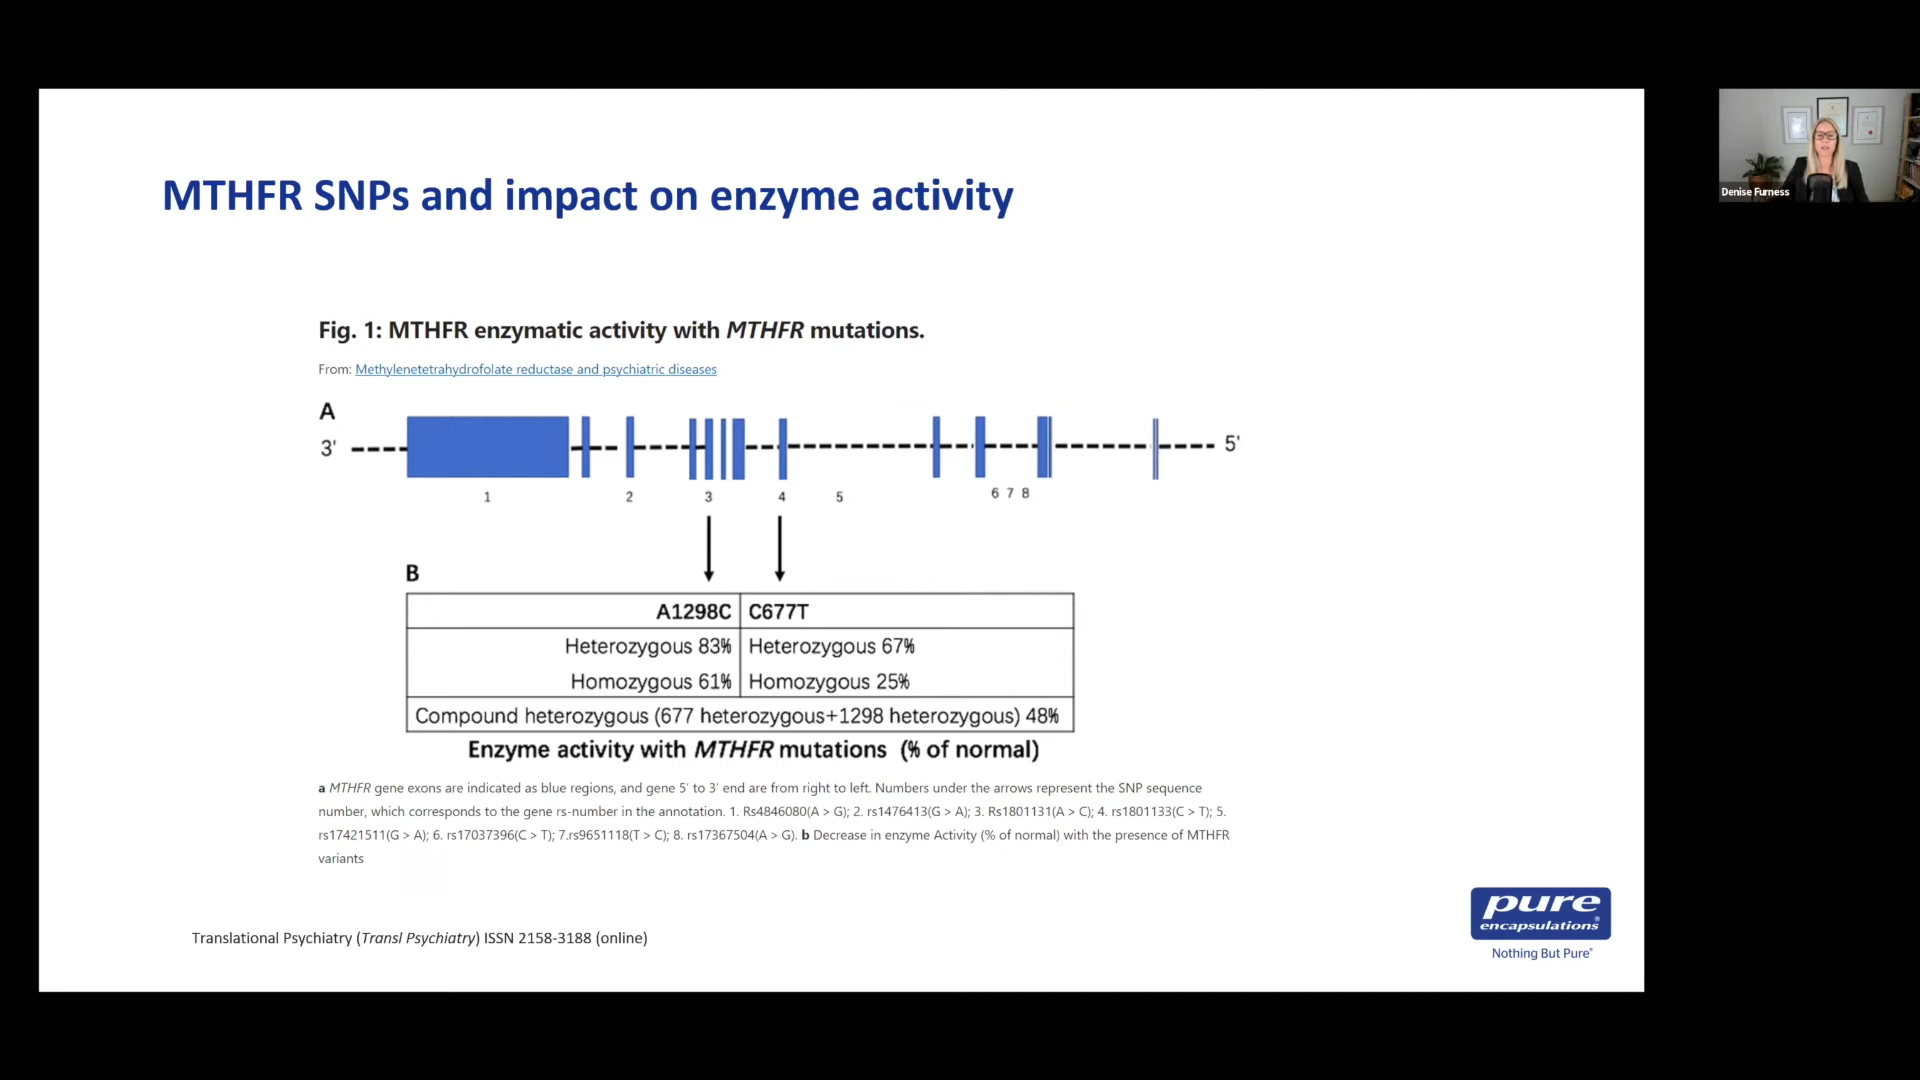 MTHFR SNPs and impact on enzyme activity
Denise Furness
Fig. 1: MTHFR enzymatic activity with MTHFR mutations.
From: Methylenetetrahydrofolate reductase and psychiatric diseases
A
3' 5'
1 2 3 4 5 6 7 8
B
A1298C C677T
Heterozygous 83% Heterozygous 67%
Homozygous 61% Homozygous 25%
Compound heterozygous (677 heterozygous+1298 heterozygous) 48%
Enzyme activity with MTHFR mutations (% of normal)
a MTHFR gene exons are indicated as blue regions, and gene 5′ to 3′ end are from right to left. Numbers under the arrows represent the SNP sequence
number, which corresponds to the gene rs-number in the annotation. 1. Rs4846080(A > G); 2. rs1476413(G > A); 3. Rs1801131(A > C); 4. rs1801133(C > T); 5.
rs17421511(G > A); 6. rs17037396(C > T); 7.rs9651118(T > C); 8. rs17367504(A > G). b Decrease in enzyme Activity (% of normal) with the presence of MTHFR
variants
Translational Psychiatry (Transl Psychiatry) ISSN 2158-3188 (online)
pure
encapsulations®
Nothing But Pure®